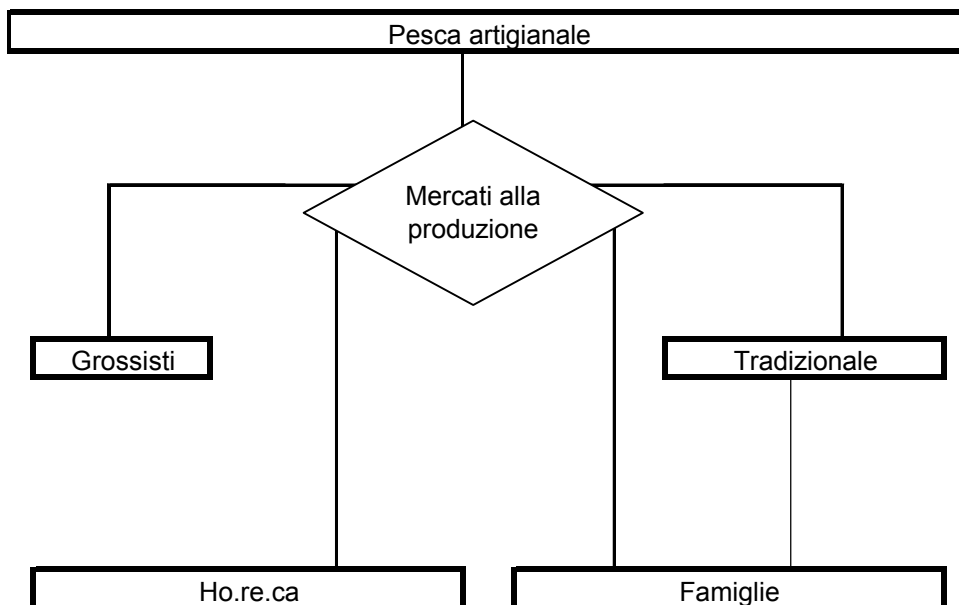 Pesca artigianale
Mercati alla
produzione
Grossisti
Tradizionale
Ho.re.ca
Famiglie